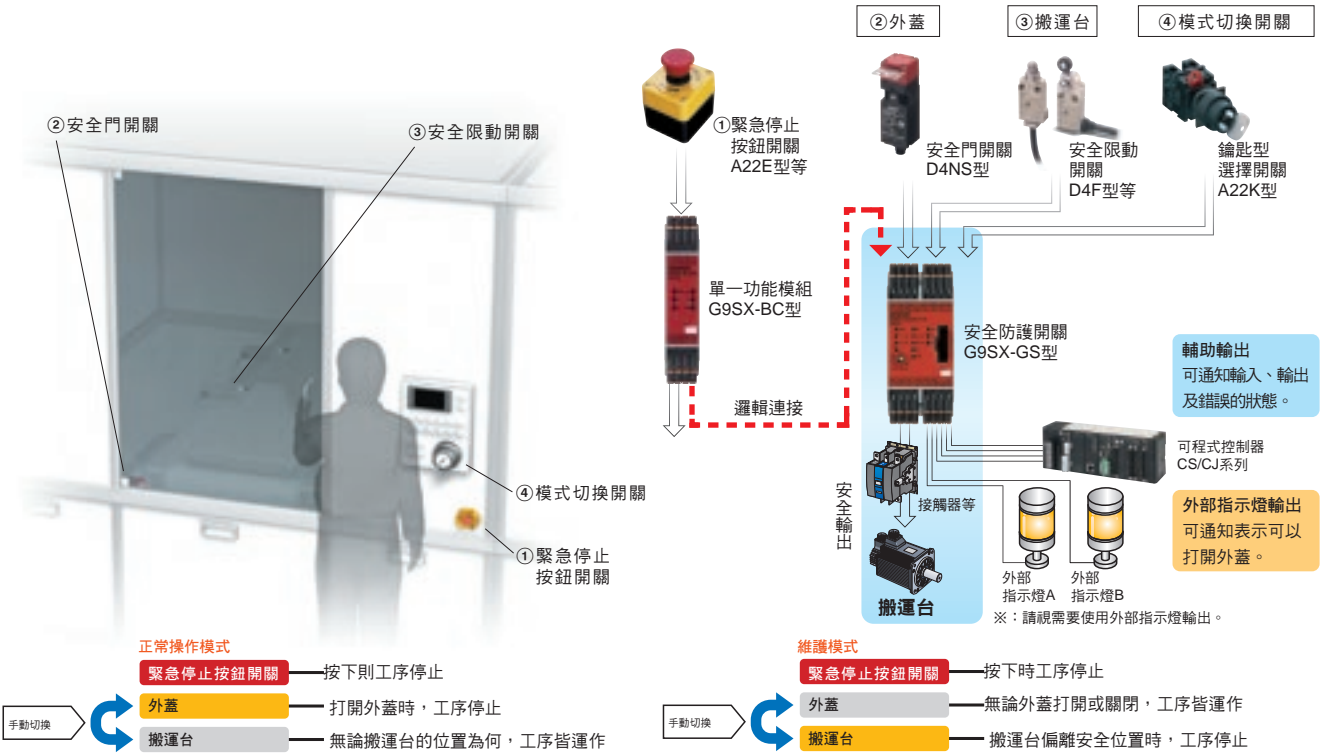 ②安全門開關
③安全限動開關
④模式切換開關
①緊急停止
按鈕開關
②外蓋
③搬運台
④模式切換開關
①緊急停止
按鈕開關
A22E型等
安全門開關
D4NS型
安全限動
開關
D4F型等
鑰匙型
選擇開關
A22K型
單一功能模組
G9SX-BC型
安全防護開關
G9SX-GS型
邏輯連接
輔助輸出
可通知輸入、輸出
及錯誤的狀態。
可程式控制器
CS/CJ系列
安全輸出
接觸器等
外部指示燈輸出
可通知表示可以
打開外蓋。
外部
指示燈A
外部
指示燈B
搬運台
※：請視需要使用外部指示燈輸出。
正常操作模式
緊急停止按鈕開關
按下則工序停止
手動切換
外蓋
打開外蓋時，工序停止
搬運台
無論搬運台的位置為何，工序皆運作
維護模式
緊急停止按鈕開關
按下時工序停止
手動切換
外蓋
無論外蓋打開或關閉，工序皆運作
搬運台
搬運台偏離安全位置時，工序停止